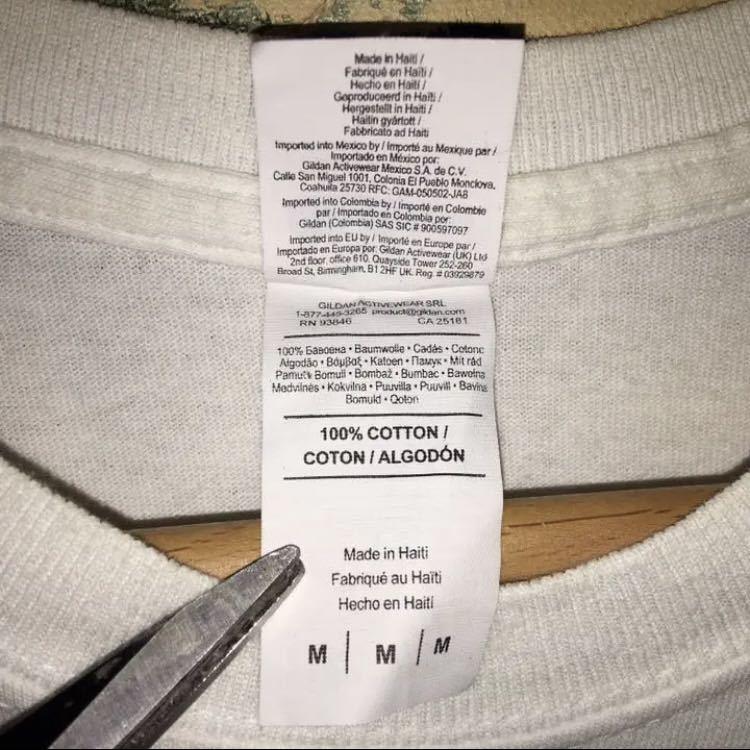 Made in Haiti /
Fabriqué en Haïti /
Hecho en Haiti /
Geproduceerd in Haïti /
Hergestellt in Haiti /
Haitin gyártott /
Fabbricato ad Haiti
Imported into Mexico by / Importé au Mexique par /
Importado en México por:
Gildan Activewear Mexico S.A. de C.V.
Calle San Miguel 1001, Colonia El Pueblo Monclova,
Coahuila 25730 RFC: GAM-050502-JA8
Imported into Colombia by / Importé en Colombie
par / Importado en Colombia por:
Gildan (Colombia) SAS SIC # 900597097
Imported into EU by / Importé en Europe par /
Importado en Europa por: Gildan Activewear (UK) Ltd
2nd floor, office 610, Quayside Tower 252-260
Broad St, Birmingham, B1 2HF UK. Reg. # 03929879
GILDAN ACTIVEWEAR SRL
1-877-445-3265 product@gildan.com
RN 93846 CA 25181
100% Бавовна • Baumwolle • Cadás • Cotone
Algodão • Βάμβαξ • Katoen • Памук • Mit rád
Pamuk Bomull • Bombaž • Bumbac • Bawełna
Medvilnės • Kokvilna • Puuvilla • Puuvill • Bavlna
Bomuld • Qoton
100% COTTON /
COTON / ALGODÓN
Made in Haiti
Fabriqué au Haïti
Hecho en Haití
M | M | M